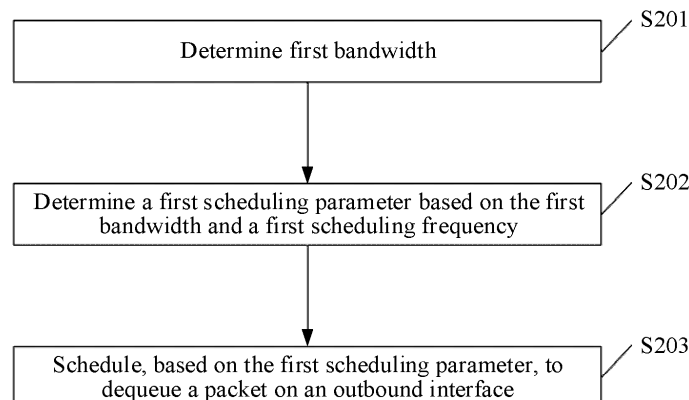 S201
Determine first bandwidth
S202
Determine a first scheduling parameter based on the first
bandwidth and a first scheduling frequency
S203
Schedule, based on the first scheduling parameter, to
dequeue a packet on an outbound interface